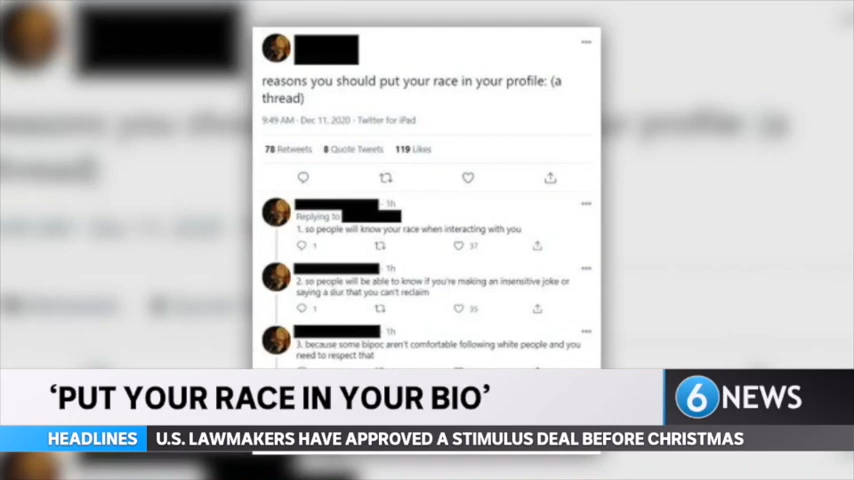 reasons you should put your race in your profile: (a
thread)
9:49 AM · Dec 11, 2020 · Twitter for iPad
78 Retweets 8 Quote Tweets 119 Likes
· 1h
Replying to
1. so people will know your race when interacting with you
1 37
· 1h
2. so people will be able to know if you're making an insensitive joke or
saying a slur that you can't reclaim
1 35
1h
3. because some bipoc aren't comfortable following white people and you
need to respect that
‘PUT YOUR RACE IN YOUR BIO’
6 NEWS
HEADLINES U.S. LAWMAKERS HAVE APPROVED A STIMULUS DEAL BEFORE CHRISTMAS